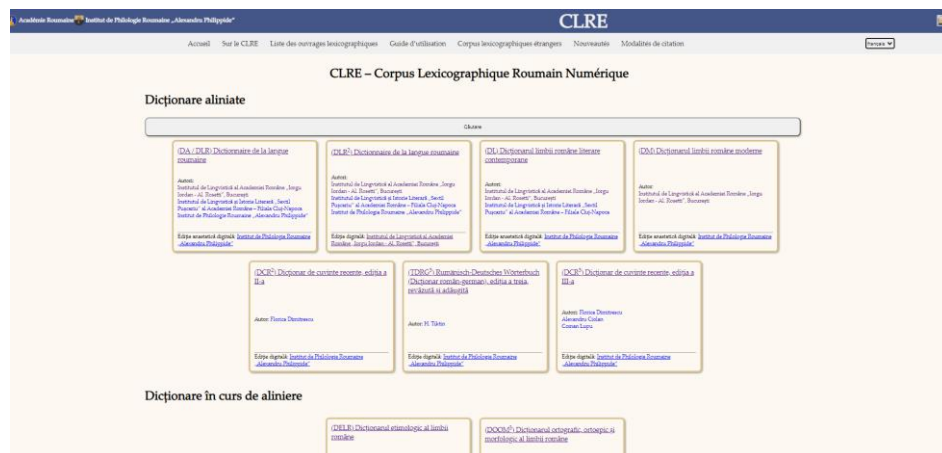 Académie Roumaine Institut de Philologie Roumaine „Alexandru Philippide”
CLRE
Accueil Sur le CLRE Liste des ouvrages lexicographiques Guide d'utilisation Corpus lexicographiques étrangers Nouveautés Modalités de citation français
CLRE – Corpus Lexicographique Roumain Numérique
Dicționare aliniate
Căutare
(DA / DLR) Dictionnaire de la langue
roumaine
Autori:
Institutul de Lingvistică al Academiei Române „Iorgu
Iordan - Al. Rosetti”, București
Institutul de Lingvistică și Istorie Literară „Sextil
Pușcariu” al Academiei Române – Filiala Cluj-Napoca
Institut de Philologie Roumaine „Alexandru Philippide”
Ediție anastatică digitală: Institut de Philologie Roumaine
„Alexandru Philippide”
(DLR²) Dictionnaire de la langue roumaine
Autori:
Institutul de Lingvistică al Academiei Române „Iorgu
Iordan - Al. Rosetti”, București
Institutul de Lingvistică și Istorie Literară „Sextil
Pușcariu” al Academiei Române – Filiala Cluj-Napoca
Institut de Philologie Roumaine „Alexandru Philippide”
Ediție digitală: Institutul de Lingvistică al Academiei
Române „Iorgu Iordan - Al. Rosetti”, București
(DL) Dicționarul limbii române literare
contemporane
Autori:
Institutul de Lingvistică al Academiei Române „Iorgu
Iordan - Al. Rosetti”, București
Institutul de Lingvistică și Istorie Literară „Sextil
Pușcariu” al Academiei Române – Filiala Cluj-Napoca
Ediție anastatică digitală: Institut de Philologie Roumaine
„Alexandru Philippide”
(DM) Dicționarul limbii române moderne
Autor:
Institutul de Lingvistică al Academiei Române „Iorgu
Iordan - Al. Rosetti”, București
Ediție anastatică digitală: Institut de Philologie Roumaine
„Alexandru Philippide”
(DCR²) Dicționar de cuvinte recente, ediția a
II-a
Autor: Florica Dimitrescu
Ediție digitală: Institut de Philologie Roumaine
„Alexandru Philippide”
(TDRG³) Rumänisch-Deutsches Wörterbuch
(Dicționar român-german), ediția a treia,
revăzută și adăugită
Autor: H. Tiktin
Ediție digitală: Institut de Philologie Roumaine
„Alexandru Philippide”
(DCR³) Dicționar de cuvinte recente, ediția a
III-a
Autori: Florica Dimitrescu
Alexandru Ciolan
Coman Lupu
Ediție digitală: Institut de Philologie Roumaine
„Alexandru Philippide”
Dicționare în curs de aliniere
(DELR) Dicționarul etimologic al limbii
române
Dicționarul ortografic, ortoepic și
morfologic al limbii române